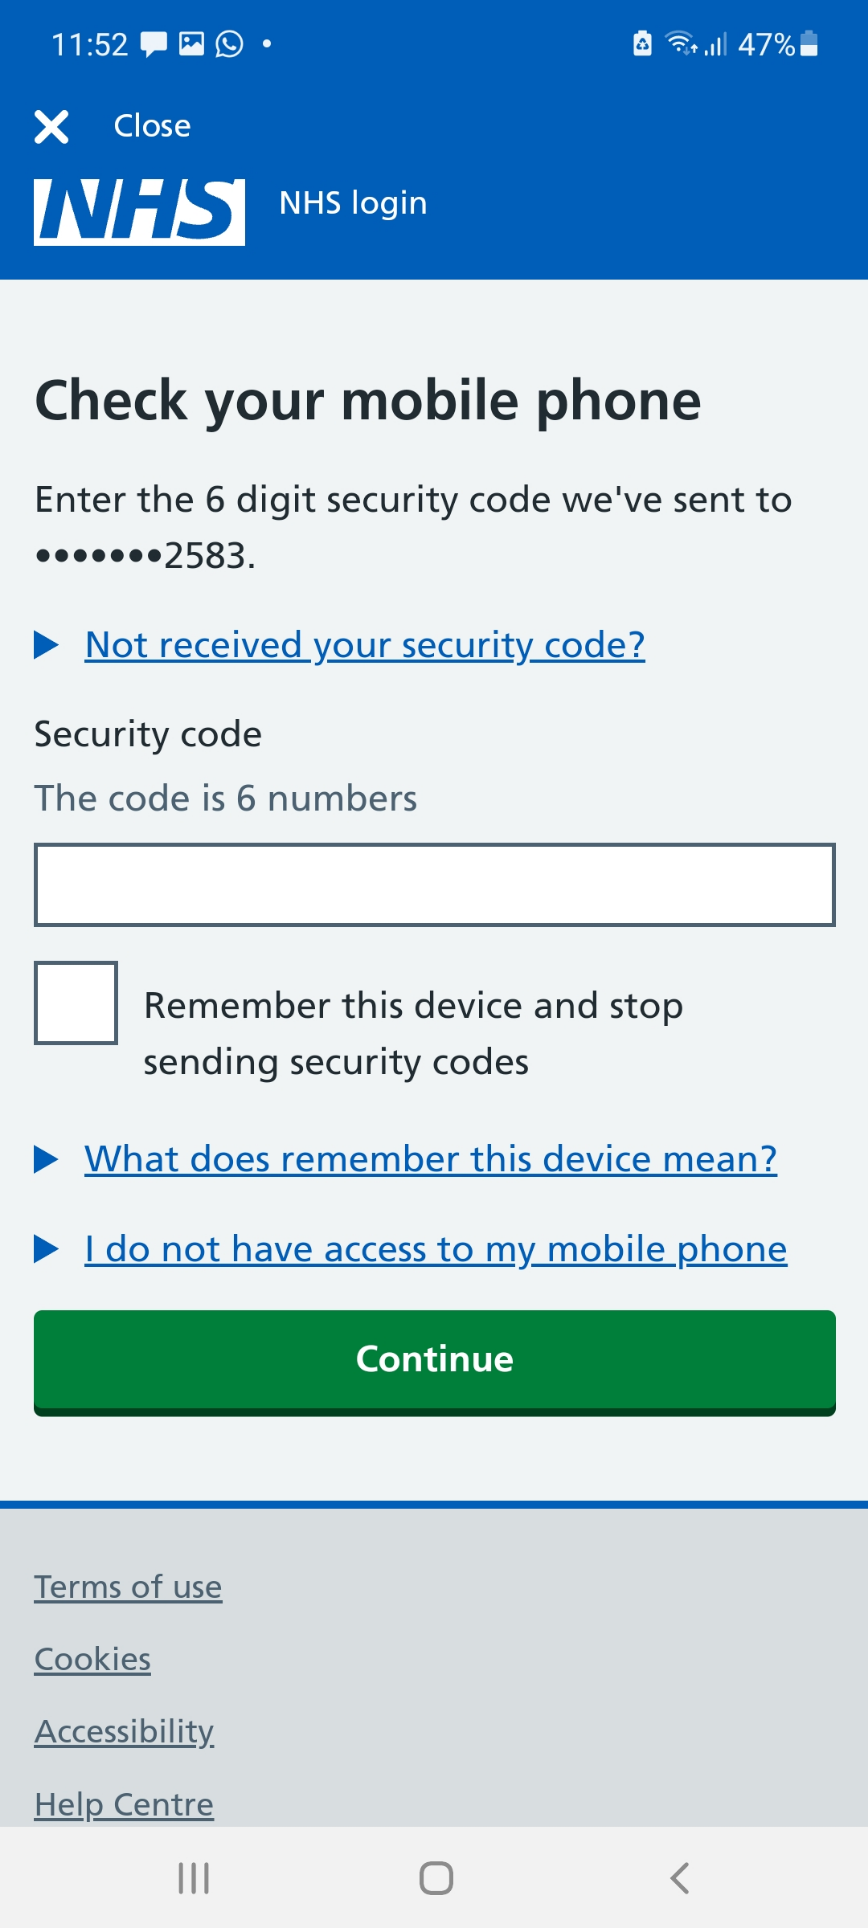 11:52
47%
Close
NHS NHS login
Check your mobile phone
Enter the 6 digit security code we've sent to
•••••••2583.
Not received your security code?
Security code
The code is 6 numbers
Remember this device and stop
sending security codes
What does remember this device mean?
I do not have access to my mobile phone
Continue
Terms of use
Cookies
Accessibility
Help Centre